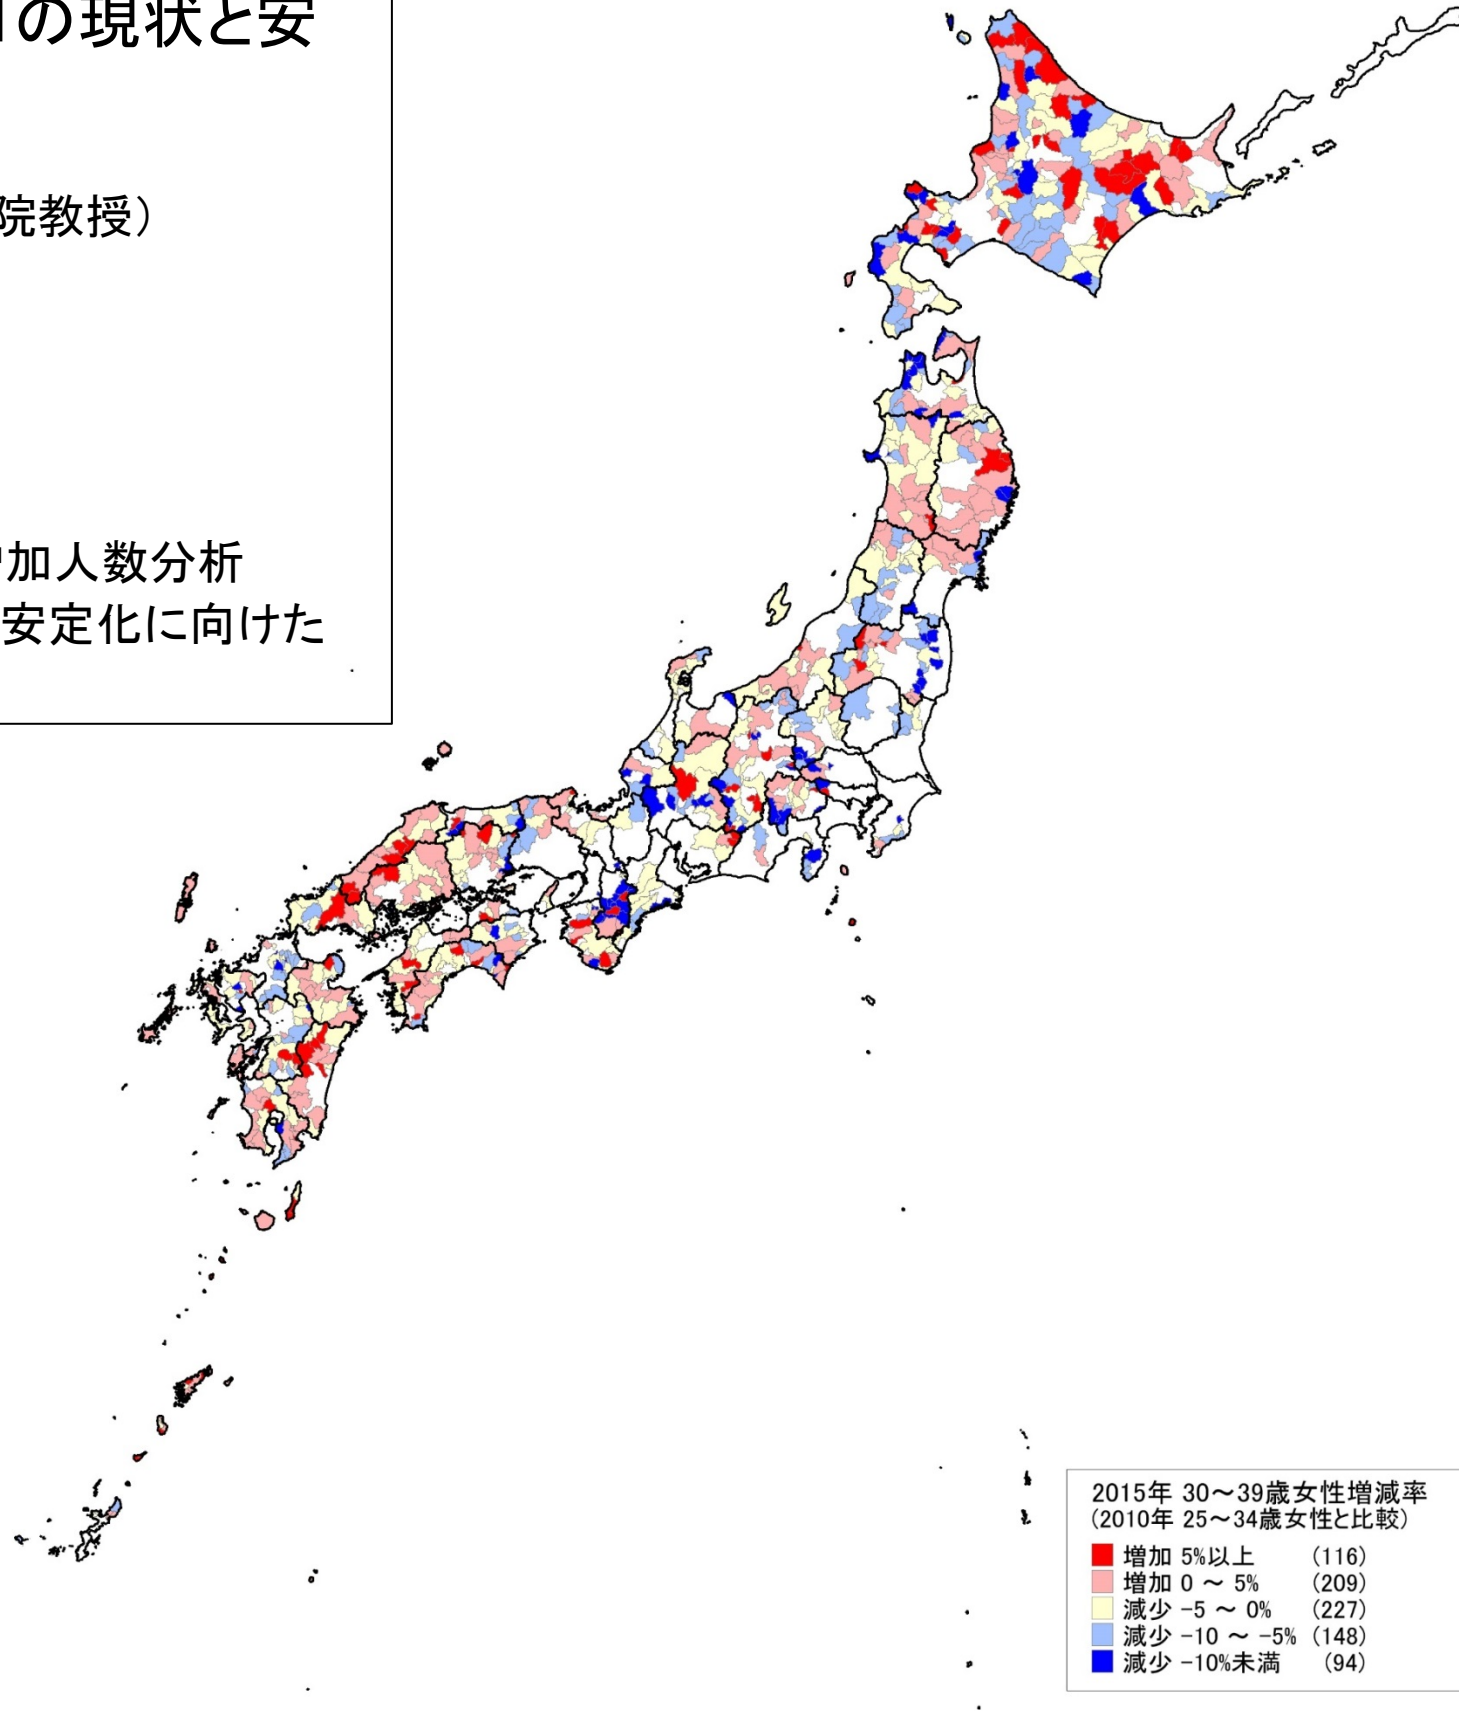 の現状と安
院教授）
加人数分析
安定化に向けた
2015年 30～39歳女性増減率
(2010年 25～34歳女性と比較)
増加 5%以上 (116)
増加 0 ～ 5% (209)
減少 -5 ～ 0% (227)
減少 -10 ～ -5% (148)
減少 -10%未満 (94)